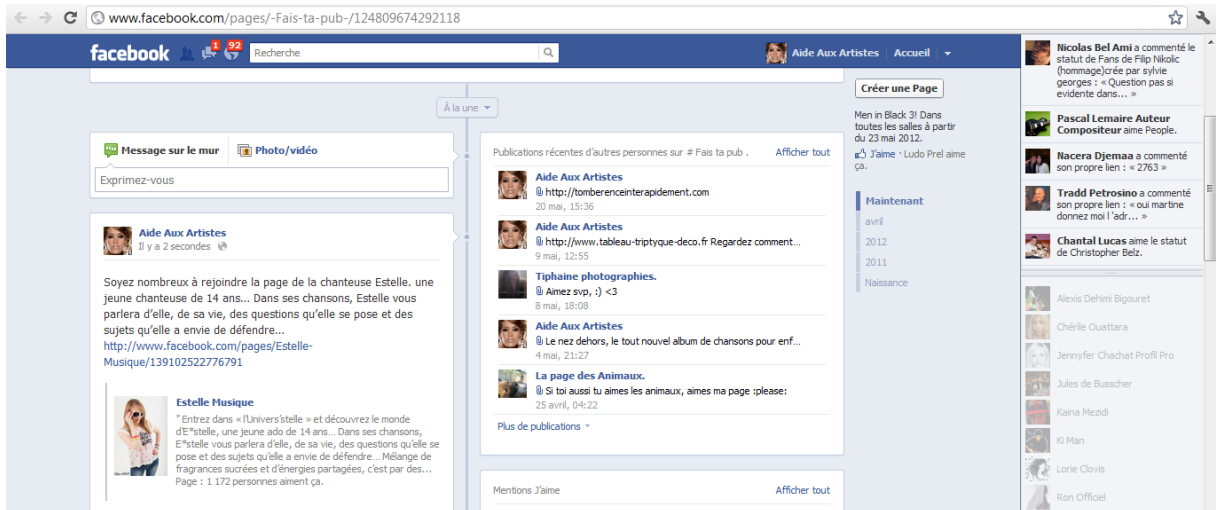 www.facebook.com/pages/-Fais-ta-pub-/124809674292118
facebook
1
92
Recherche
Aide Aux Artistes
Accueil
À la une
Message sur le mur
Photo/vidéo
Exprimez-vous
Aide Aux Artistes
Il y a 2 secondes
Soyez nombreux à rejoindre la page de la chanteuse Estelle. une
jeune chanteuse de 14 ans... Dans ses chansons, Estelle vous
parlera d'elle, de sa vie, des questions qu'elle se pose et des
sujets qu'elle a envie de défendre...
http://www.facebook.com/pages/Estelle-
Musique/139102522776791
Estelle Musique
"Entrez dans « l'Univers'stelle » et découvrez le monde
d'E*stelle, une jeune ado de 14 ans... Dans ses chansons,
E*stelle vous parlera d'elle, de sa vie, des questions qu'elle se
pose et des sujets qu'elle a envie de défendre... Mélange de
fragrances sucrées et d'énergies partagées, c'est par des...
Page : 1 172 personnes aiment ça.
Publications récentes d'autres personnes sur # Fais ta pub .
Afficher tout
Aide Aux Artistes
http://tomberenceinterapidement.com
20 mai, 15:36
Aide Aux Artistes
http://www.tableau-triptyque-deco.fr Regardez comment...
9 mai, 12:55
Tiphaine photographies.
Aimez svp, :) <3
8 mai, 18:08
Aide Aux Artistes
Le nez dehors, le tout nouvel album de chansons pour enf...
4 mai, 21:27
La page des Animaux.
Si toi aussi tu aimes les animaux, aimes ma page :please:
25 avril, 04:22
Plus de publications
Mentions J'aime
Afficher tout
Créer une Page
Men in Black 3! Dans
toutes les salles à partir
du 23 mai 2012.
J'aime · Ludo Prel aime
ça.
Maintenant
avril
2012
2011
Naissance
Nicolas Bel Ami a commenté le
statut de Fans de Filip Nikolic
(hommage)crée par sylvie
georges : « Question pas si
evidente dans... »
Pascal Lemaire Auteur
Compositeur aime People.
Nacera Djemaa a commenté
son propre lien : « 2763 »
Tradd Petrosino a commenté
son propre lien : « oui martine
donnez moi l 'adr... »
Chantal Lucas aime le statut
de Christopher Belz.
Alexis Dehimi Bigouret
Chérile Ouattara
Jennyfer Chachat Profil Pro
Jules de Busscher
Kaina Mezidi
Ki Man
Lorie Clovis
Ron Officiel